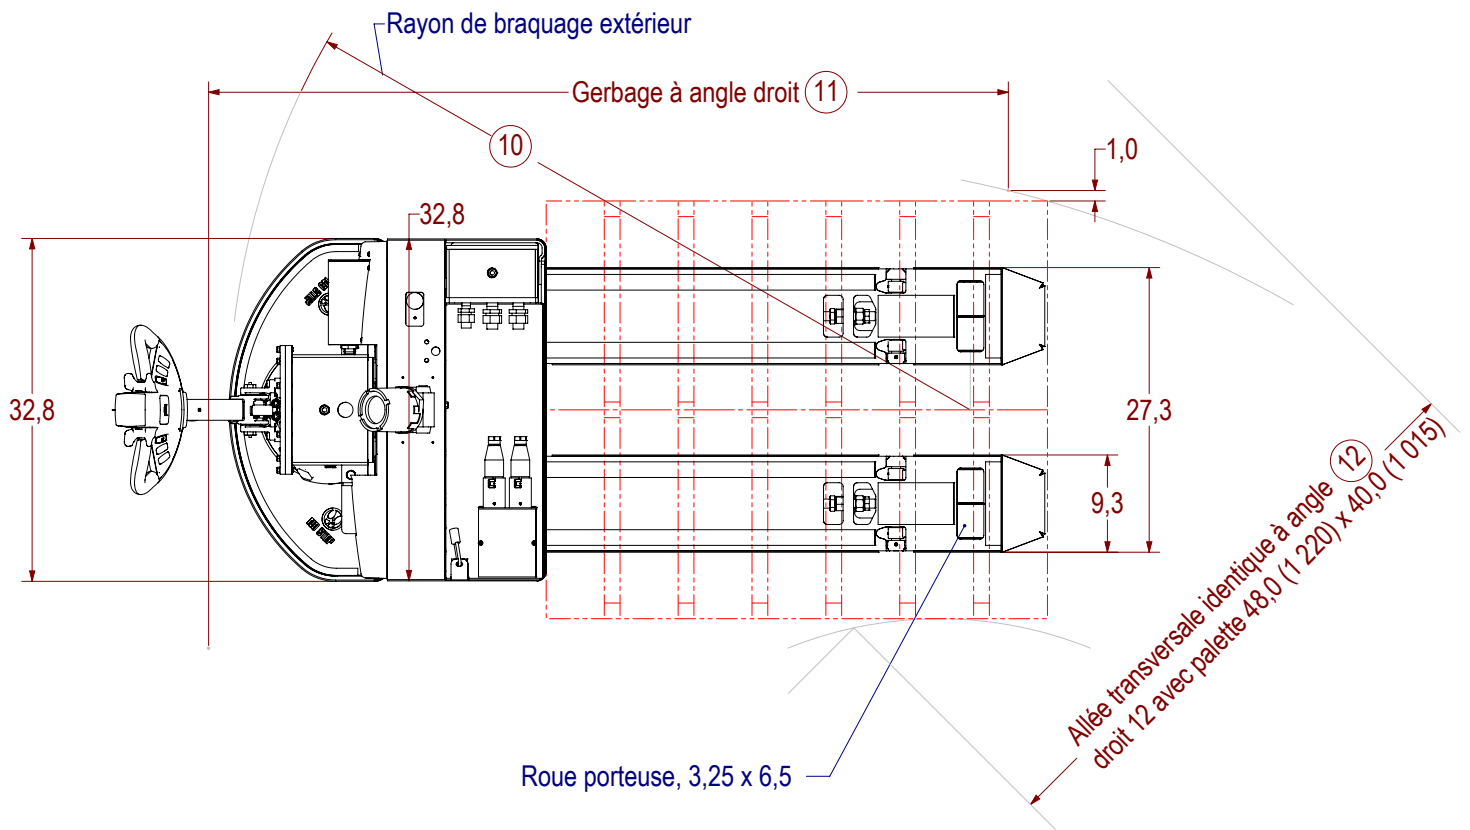 Rayon de braquage extérieur
Gerbage à angle droit 11
10
1,0
32,8
32,8
27,3
9,3
Allée transversale identique à angle 12
droit 12 avec palette 48,0 (1 220) x 40,0 (1 015)
Roue porteuse, 3,25 x 6,5